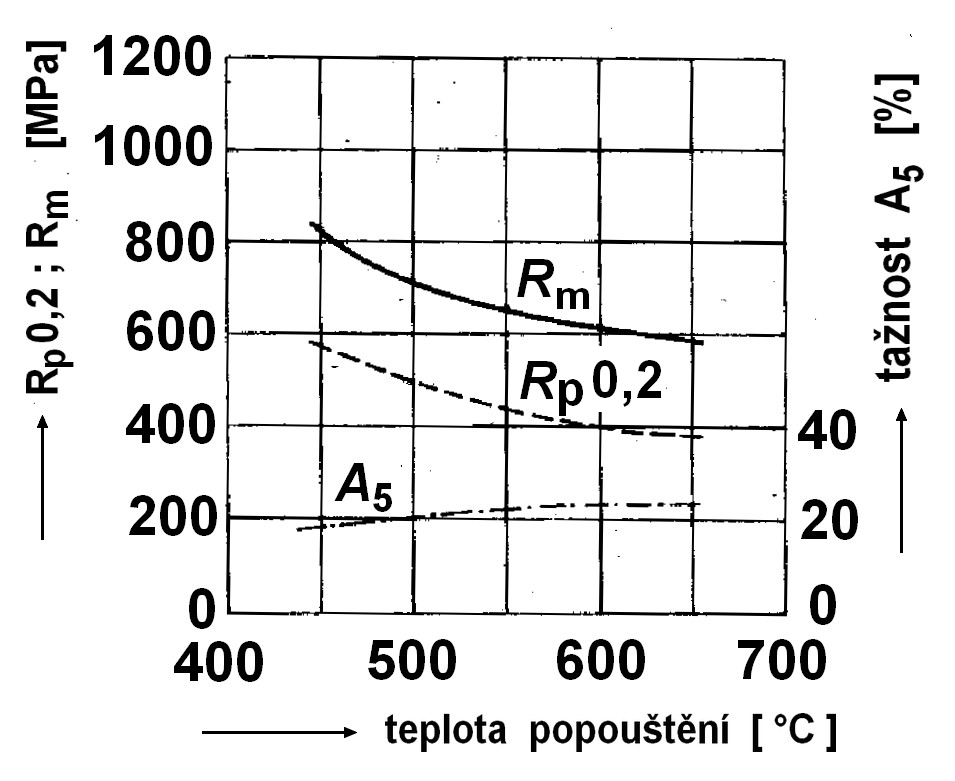 Rp0,2 ; Rm [MPa]
1200
1000
800
600
400
200
0
Rm
Rp0,2
A5
tažnost A5 [%]
40
20
0
400 500 600 700
teplota popouštění [ °C ]